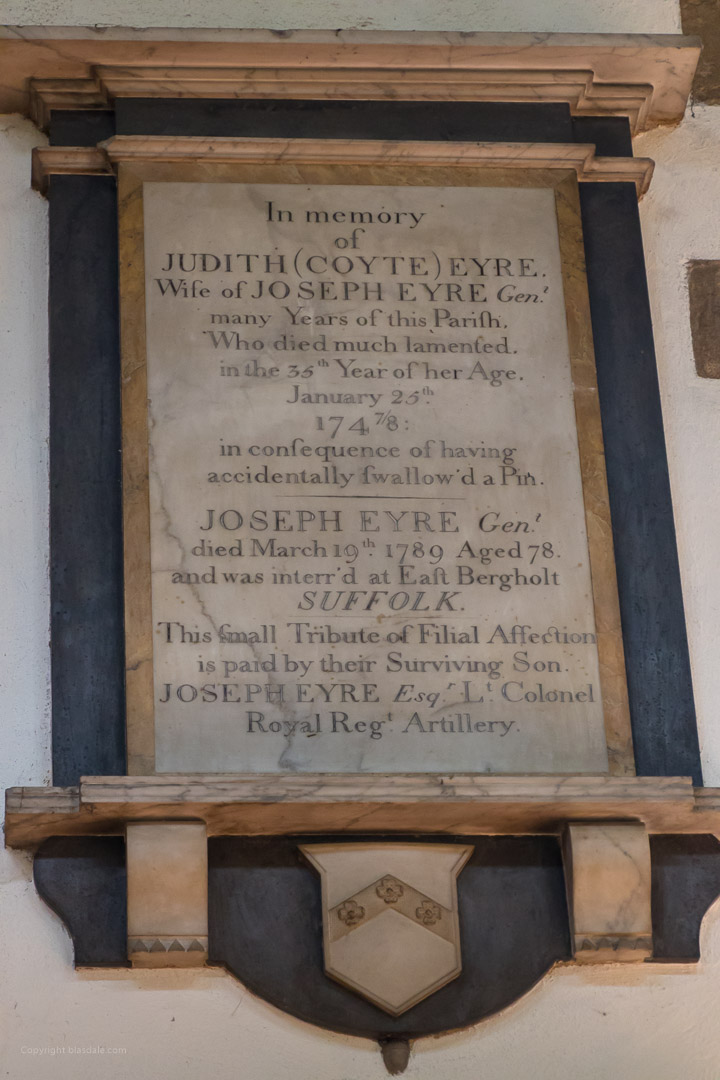 In memory
of
JUDITH (COYTE) EYRE.
Wife of JOSEPH EYRE Gen.ᵗ
many Years of this Pariſh.
Who died much lamented.
in the 35ᵗʰ Year of her Age.
January 25ᵗʰ.
174⅞:
in conſequence of having
accidentally ſwallow'd a Pin.
JOSEPH EYRE Gen.ᵗ
died March 19ᵗʰ. 1789 Aged 78.
and was interr'd at Eaſt Bergholt
SUFFOLK.
This ſmall Tribute of Filial Affection
is paid by their Surviving Son.
JOSEPH EYRE Esq.ʳ Lᵗ. Colonel
Royal Reg.ᵗ Artillery.
Copyright blasdale.com